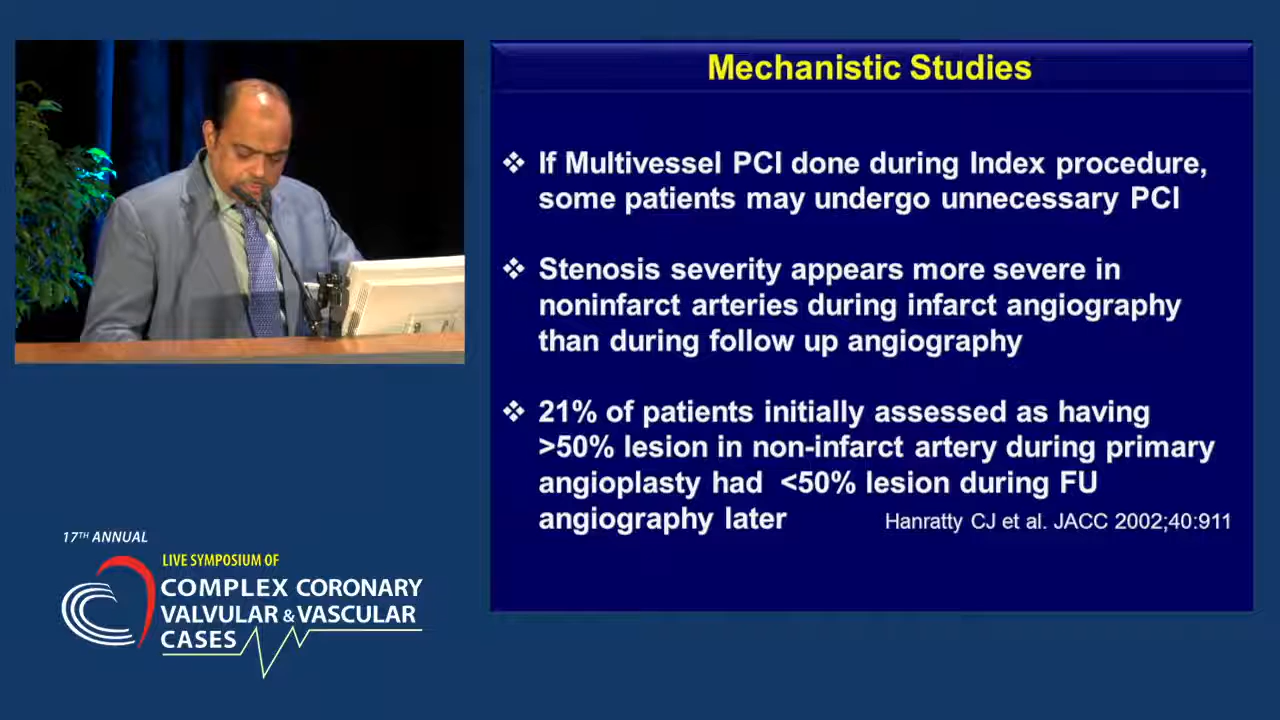 Mechanistic Studies
❖ If Multivessel PCI done during Index procedure,
some patients may undergo unnecessary PCI
❖ Stenosis severity appears more severe in
noninfarct arteries during infarct angiography
than during follow up angiography
❖ 21% of patients initially assessed as having
>50% lesion in non-infarct artery during primary
angioplasty had <50% lesion during FU
angiography later
Hanratty CJ et al. JACC 2002;40:911
17TH ANNUAL
LIVE SYMPOSIUM OF
COMPLEX CORONARY
VALVULAR & VASCULAR
CASES